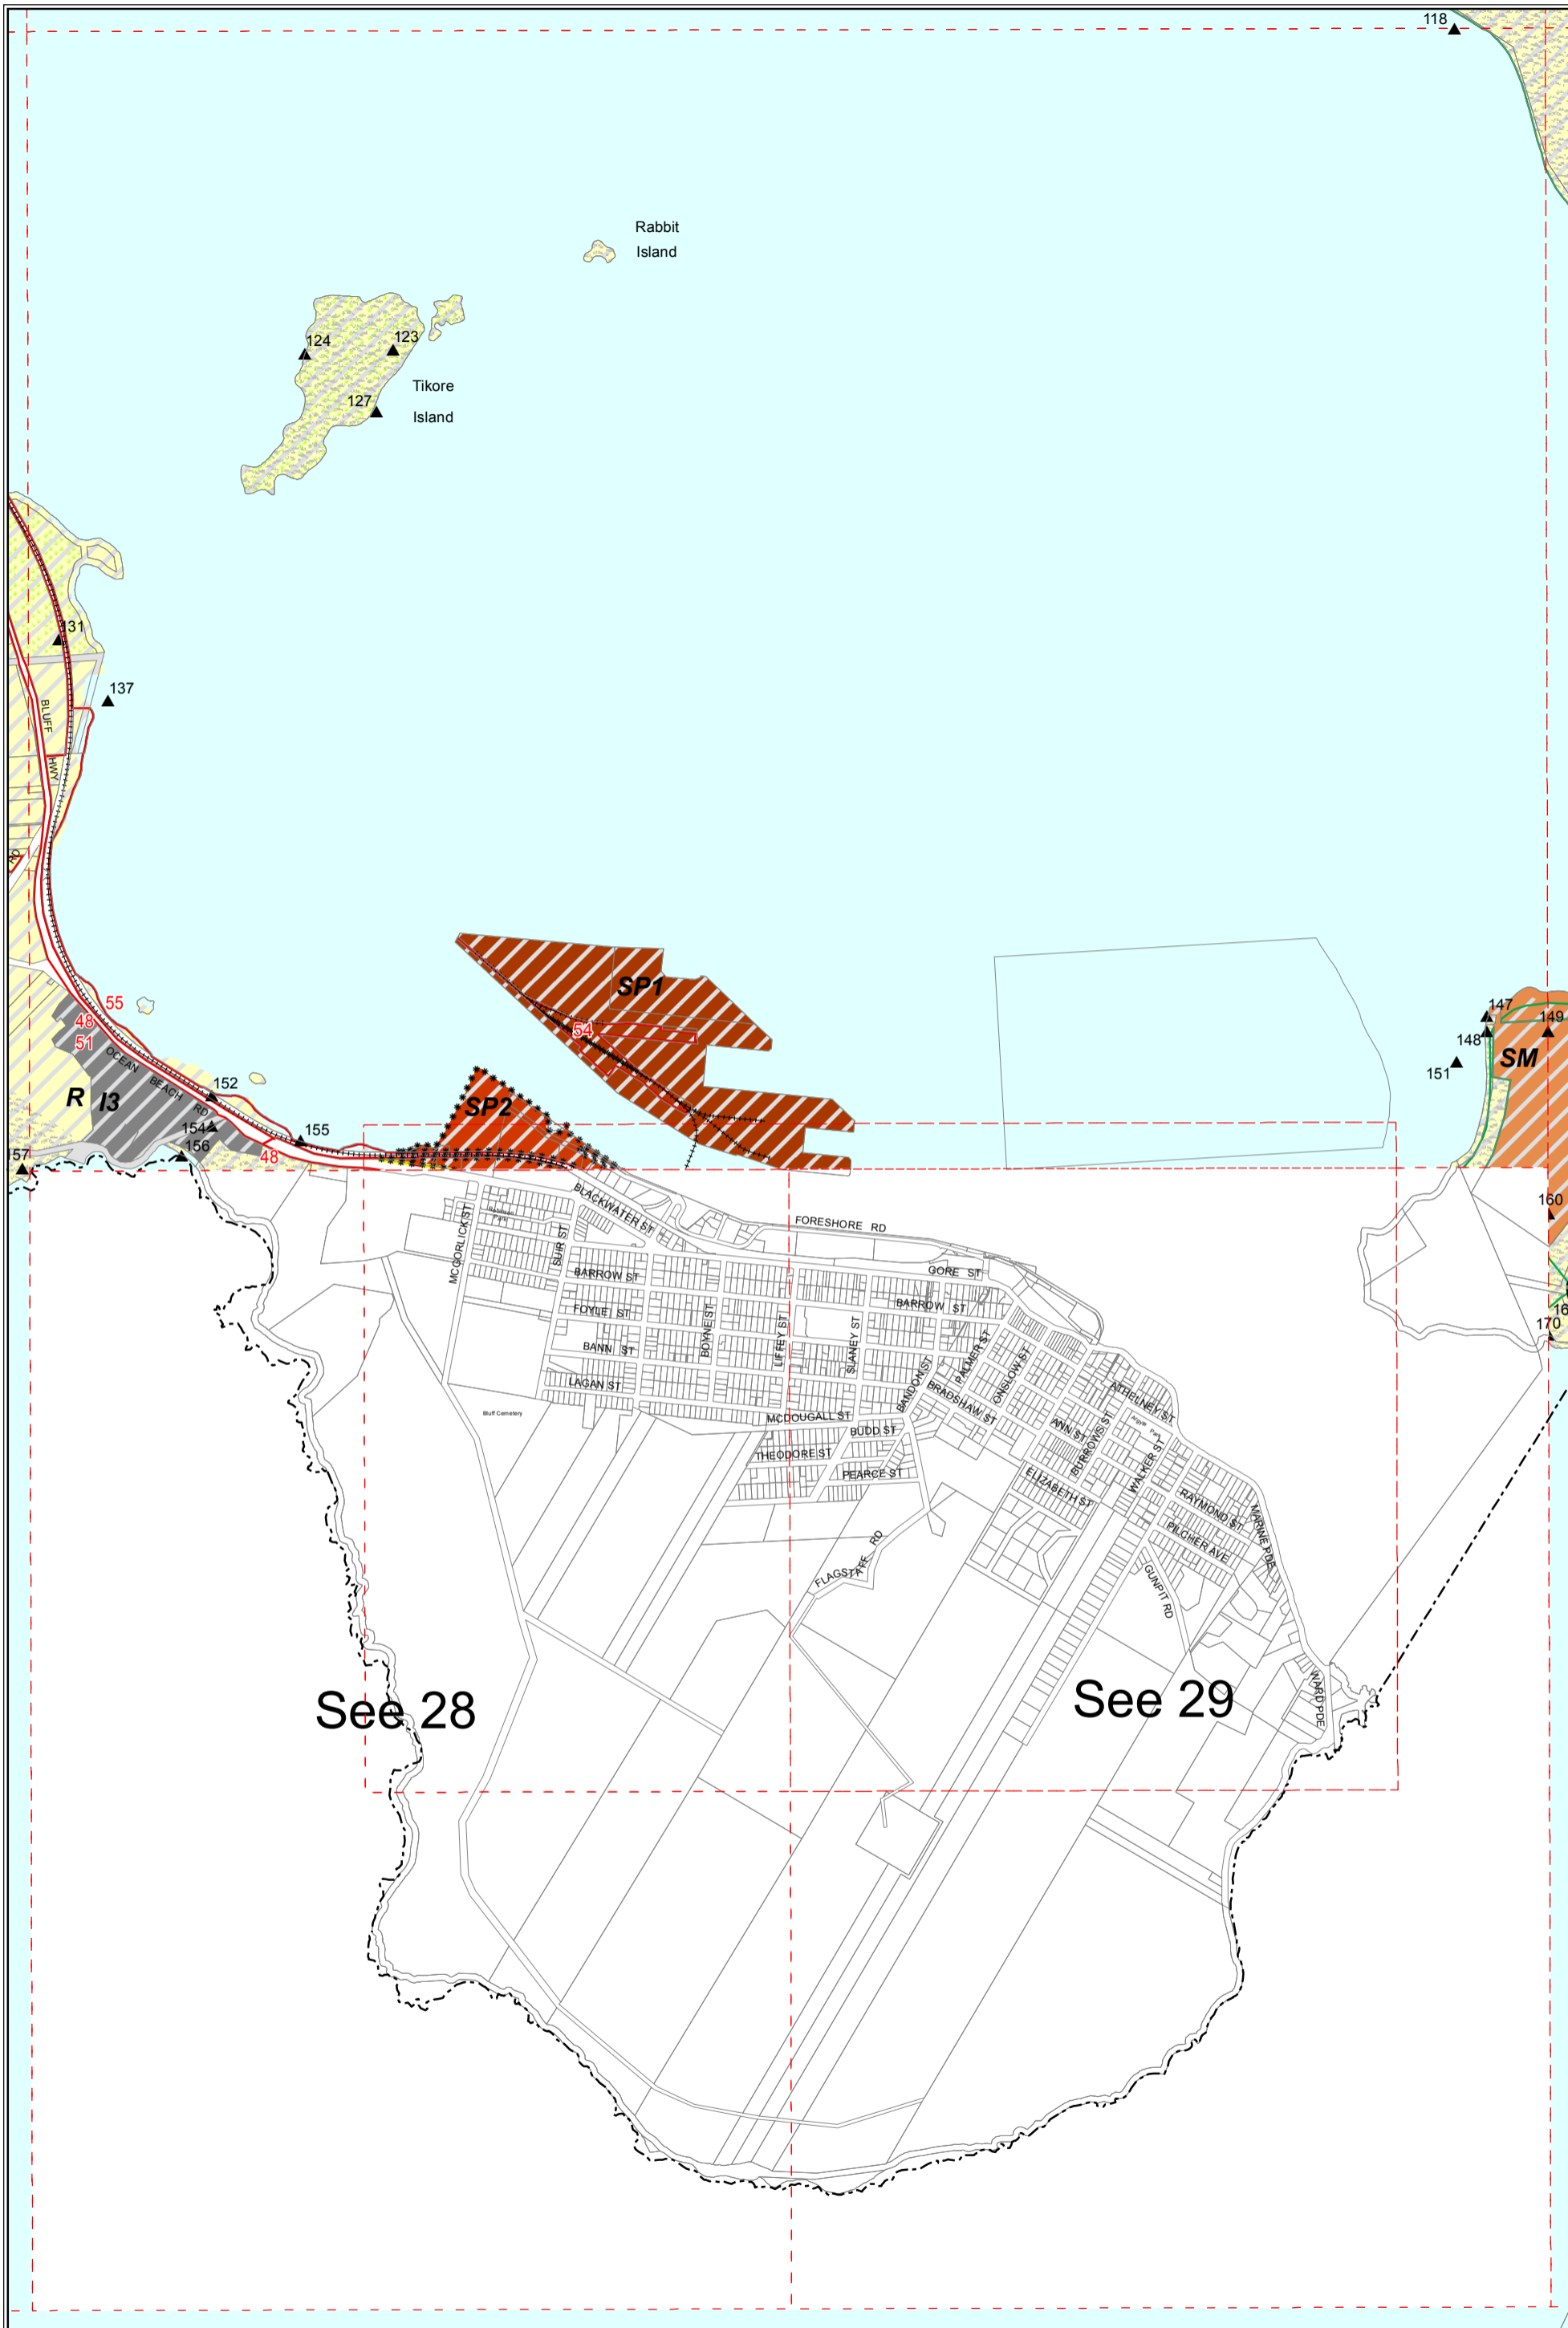 118
Rabbit
Island
124
123
Tikore
127
Island
131
137
BLUFF
HWY
RD
SP1
55
48
51
54
147
149
148
SM
151
OCEAN BEACH RD
R I3
152
SP2
154
155
156
48
157
160
170
BLACKWATER ST
FORESHORE RD
MCGORLICK ST
SUIR ST
GORE ST
BARROW ST
BARROW ST
FOYLE ST
BOYNE ST
LIFFEY ST
SLANEY ST
BANN ST
PALMER ST
ONSLOW ST
LAGAN ST
BANDON ST
BRADSHAW ST
ATHELNEY ST
Bluff Cemetery
MCDOUGALL ST
BUDD ST
ANN ST
BURROWS ST
Argyle Park
THEODORE ST
WALKER ST
PEARCE ST
ELIZABETH ST
RAYMOND ST
MARINE PDE
PILCHER AVE
FLAGSTAFF RD
GUNPIT RD
WARD PDE
See 28
See 29